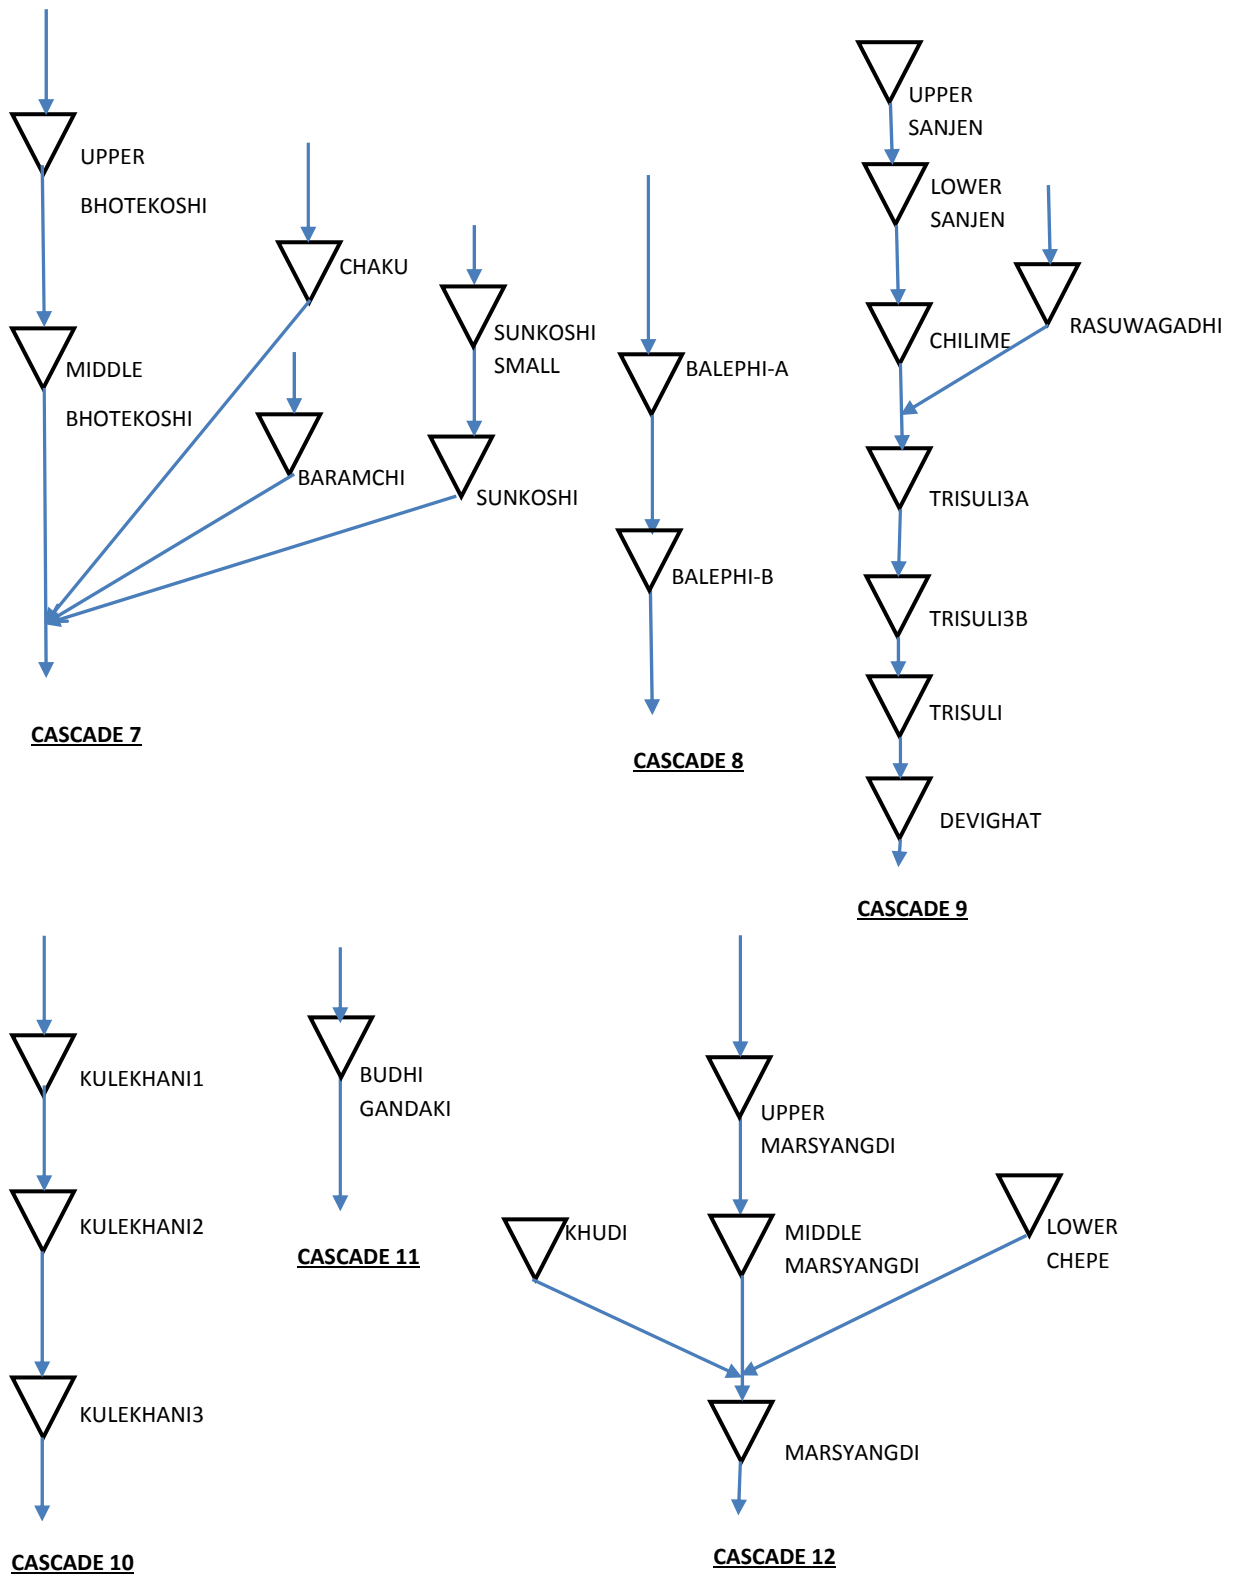 UPPER
BHOTEKOSHI
CHAKU
SUNKOSHI
SMALL
MIDDLE
BHOTEKOSHI
BARAMCHI
SUNKOSHI
CASCADE 7
BALEPHI-A
BALEPHI-B
CASCADE 8
UPPER
SANJEN
LOWER
SANJEN
CHILIME
RASUWAGADHI
TRISULI3A
TRISULI3B
TRISULI
DEVIGHAT
CASCADE 9
KULEKHANI1
KULEKHANI2
KULEKHANI3
CASCADE 10
BUDHI
GANDAKI
CASCADE 11
UPPER
MARSYANGDI
KHUDI
MIDDLE
MARSYANGDI
LOWER
CHEPE
MARSYANGDI
CASCADE 12